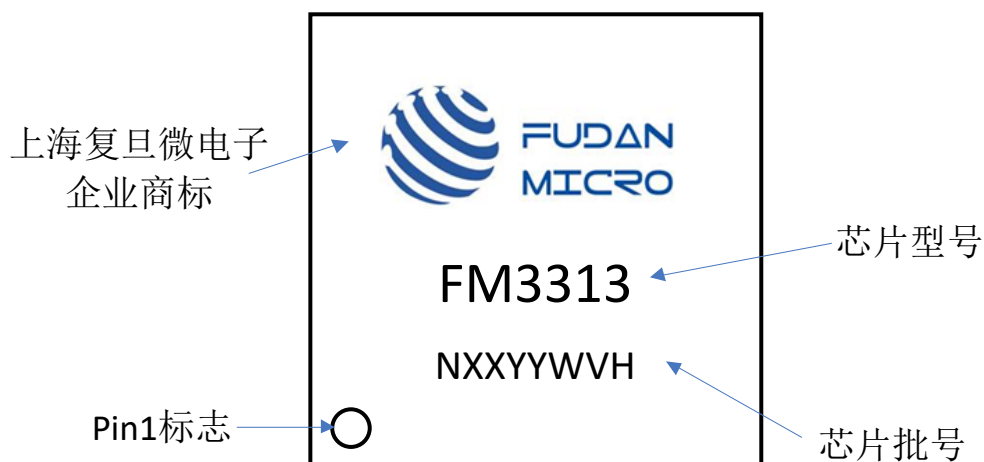 上海复旦微电子
企业商标
FUDAN
MICRO
芯片型号
FM3313
NXXYYWVH
Pin1标志
芯片批号